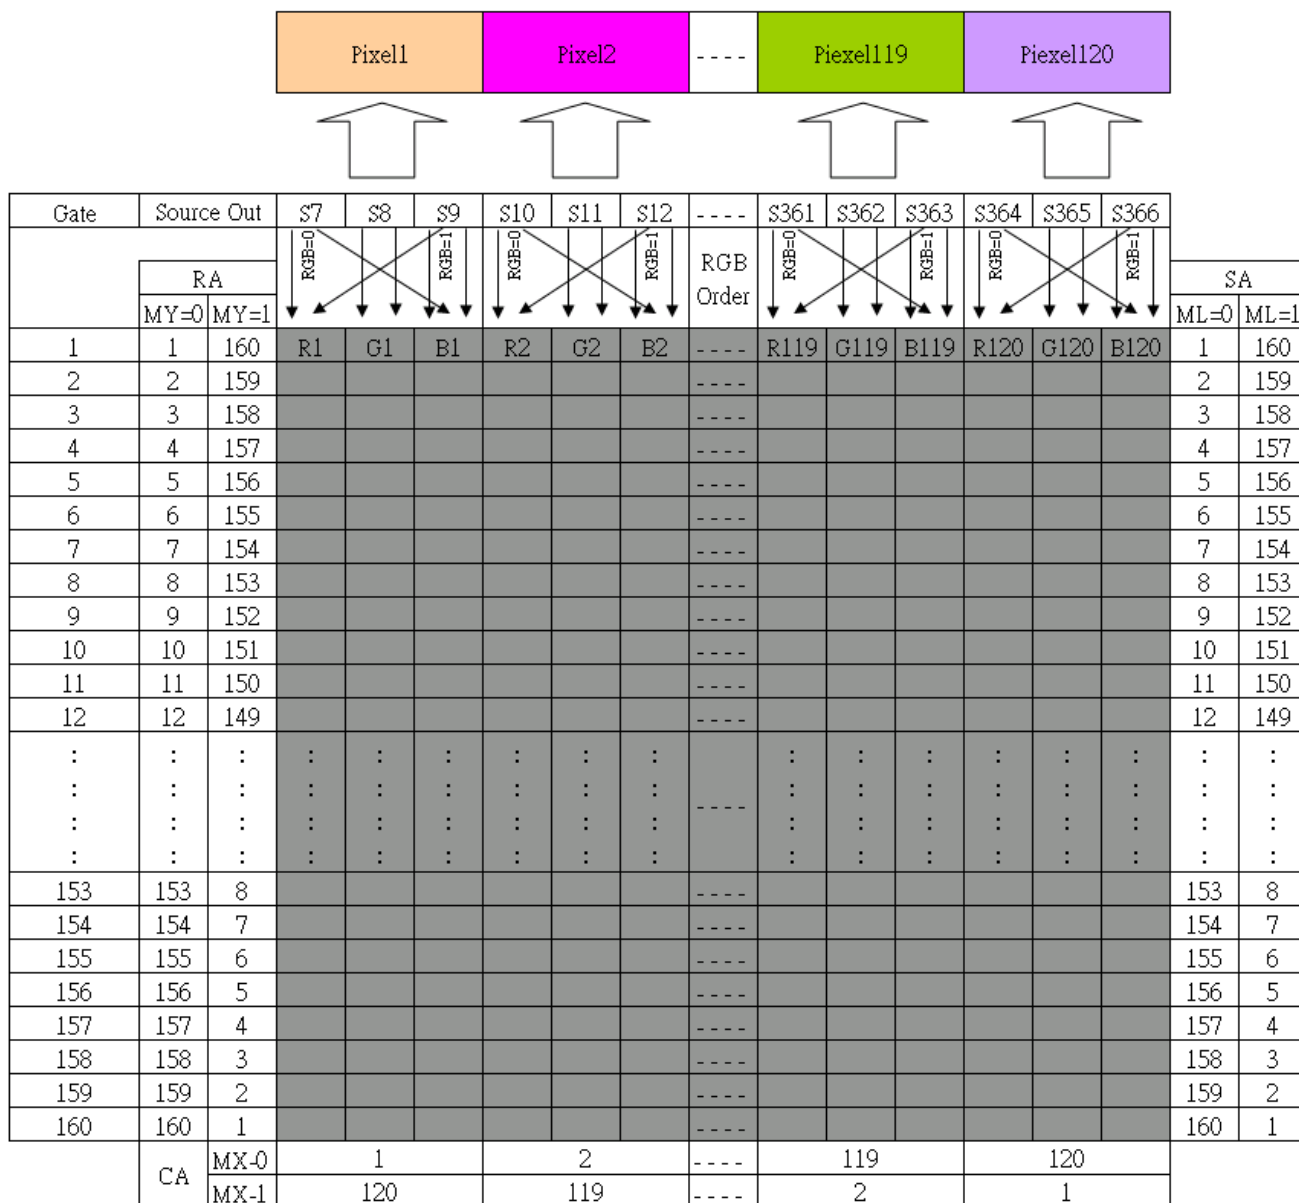 Pixel1 Pixel2 ---- Piexel119 Piexel120
Gate Source Out S7 S8 S9 S10 S11 S12 ---- S361 S362 S363 S364 S365 S366
RGB=0 RGB=1 RGB=0 RGB=1 RGB=0 RGB=1 RGB=0 RGB=1
RGB
Order
RA SA
MY=0 MY=1 ML=0 ML=1
1 1 160 R1 G1 B1 R2 G2 B2 ---- R119 G119 B119 R120 G120 B120 1 160
2 2 159 ---- 2 159
3 3 158 ---- 3 158
4 4 157 ---- 4 157
5 5 156 ---- 5 156
6 6 155 ---- 6 155
7 7 154 ---- 7 154
8 8 153 ---- 8 153
9 9 152 ---- 9 152
10 10 151 ---- 10 151
11 11 150 ---- 11 150
12 12 149 ---- 12 149
: : : : : : : : : : : : : : : : :
: : : : : : : : : : : : : : : : :
----
: : : : : : : : : : : : : : : : :
: : : : : : : : : : : : : : : : :
153 153 8 ---- 153 8
154 154 7 ---- 154 7
155 155 6 ---- 155 6
156 156 5 ---- 156 5
157 157 4 ---- 157 4
158 158 3 ---- 158 3
159 159 2 ---- 159 2
160 160 1 ---- 160 1
CA
MX-0 1 2 ---- 119 120
MX-1 120 119 ---- 2 1